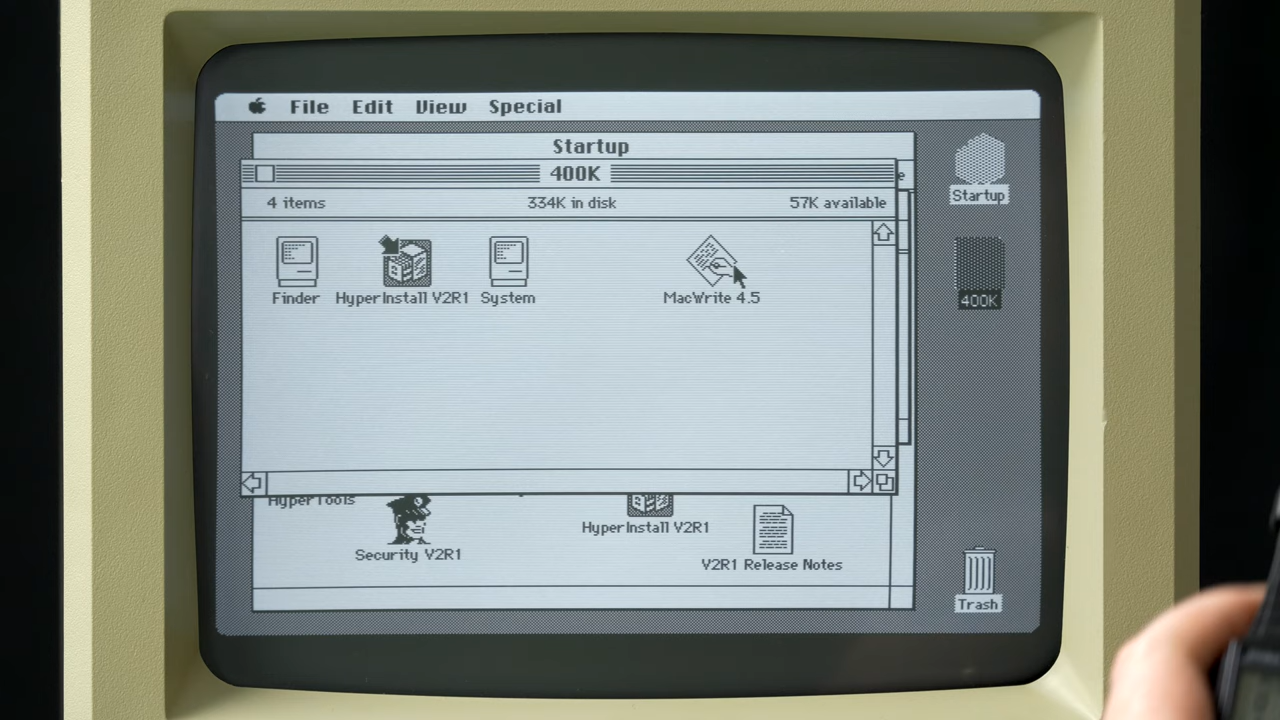 File Edit View Special
Startup
400K
e
4 items 334K in disk 57K available
Finder HyperInstall V2R1 System MacWrite 4.5
HyperTools
HyperInstall V2R1
Security V2R1
V2R1 Release Notes
Startup
400K
Trash